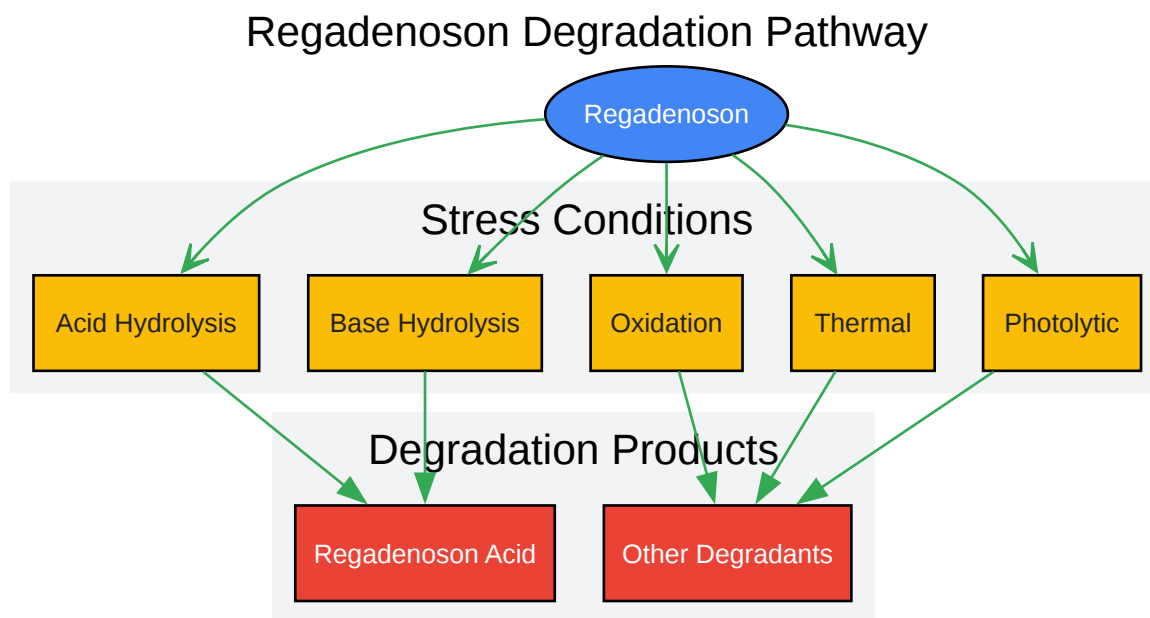 Regadenoson Degradation Pathway
Regadenoson
Stress Conditions
Acid Hydrolysis
Base Hydrolysis
Oxidation
Thermal
Photolytic
Degradation Products
Regadenoson Acid
Other Degradants